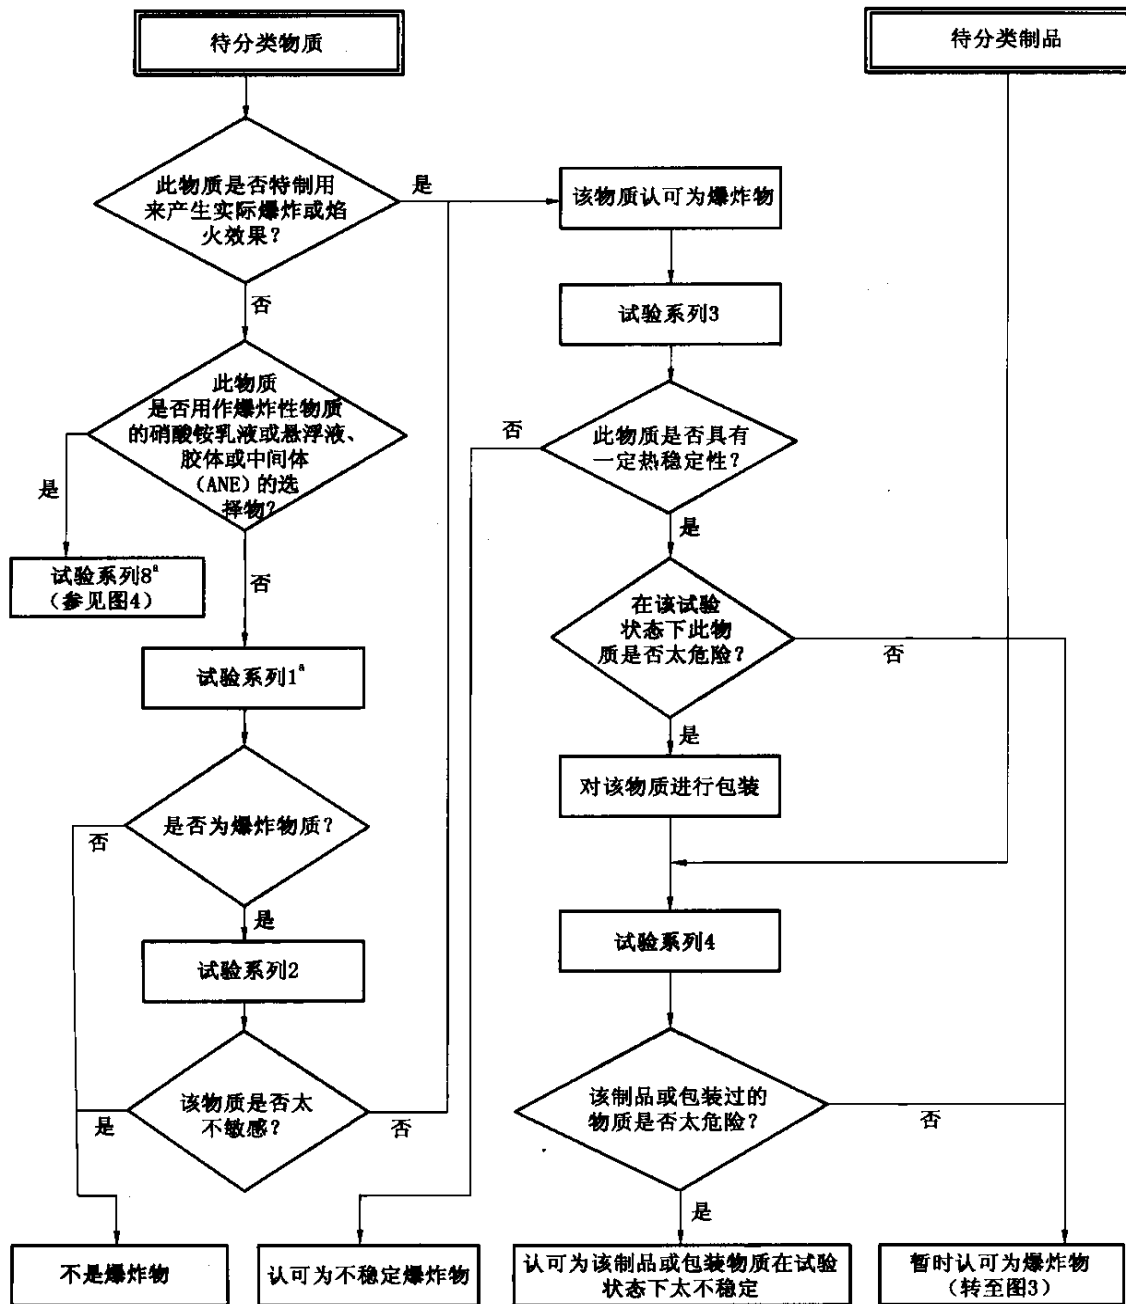 待分类物质
待分类制品
此物质是否特制用
来产生实际爆炸或焰
火效果？
是
该物质认可为爆炸物
否
试验系列3
此物质
是否用作爆炸性物质
的硝酸铵乳液或悬浮液、
胶体或中间体
（ANE）的选
择物？
是
试验系列8ª
（参见图4）
否
此物质是否具有
一定热稳定性？
否
是
在该试验
状态下此物
质是否太危险？
否
是
试验系列1ª
对该物质进行包装
是否为爆炸物质？
否
是
试验系列4
试验系列2
该物质是否太
不敏感？
是
否
该制品或包装过的
物质是否太危险？
否
是
不是爆炸物
认可为不稳定爆炸物
认可为该制品或包装物质在试验
状态下太不稳定
暂时认可为爆炸物
（转至图3）